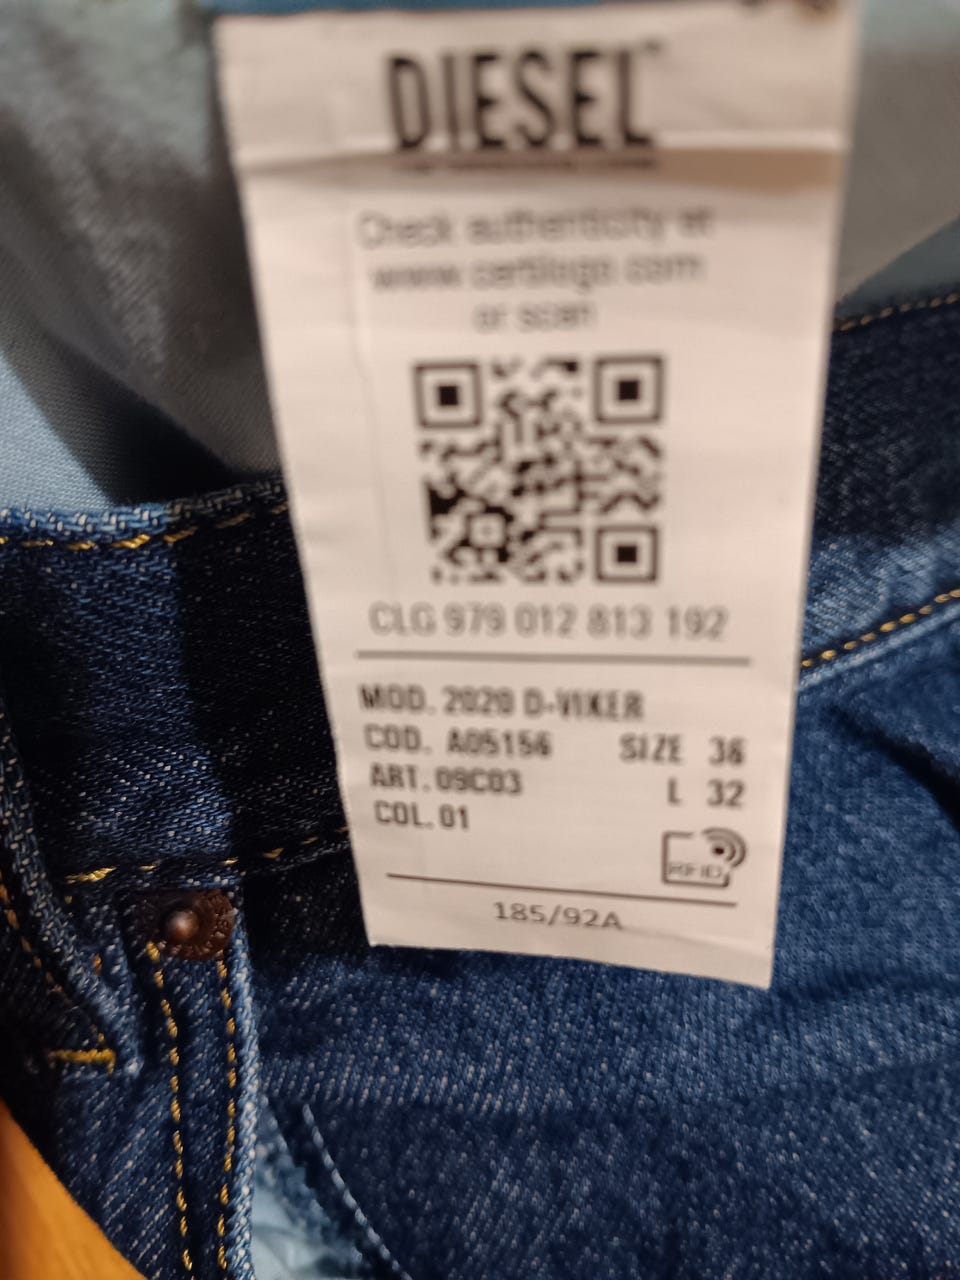 DIESEL
Check authenticity at
www.certilogo.com
or scan
CLG 979 012 813 192
MOD. 2020 D-VIKER
COD. A05156 SIZE 36
ART. 09C03 L 32
COL. 01
RFID
185/92A